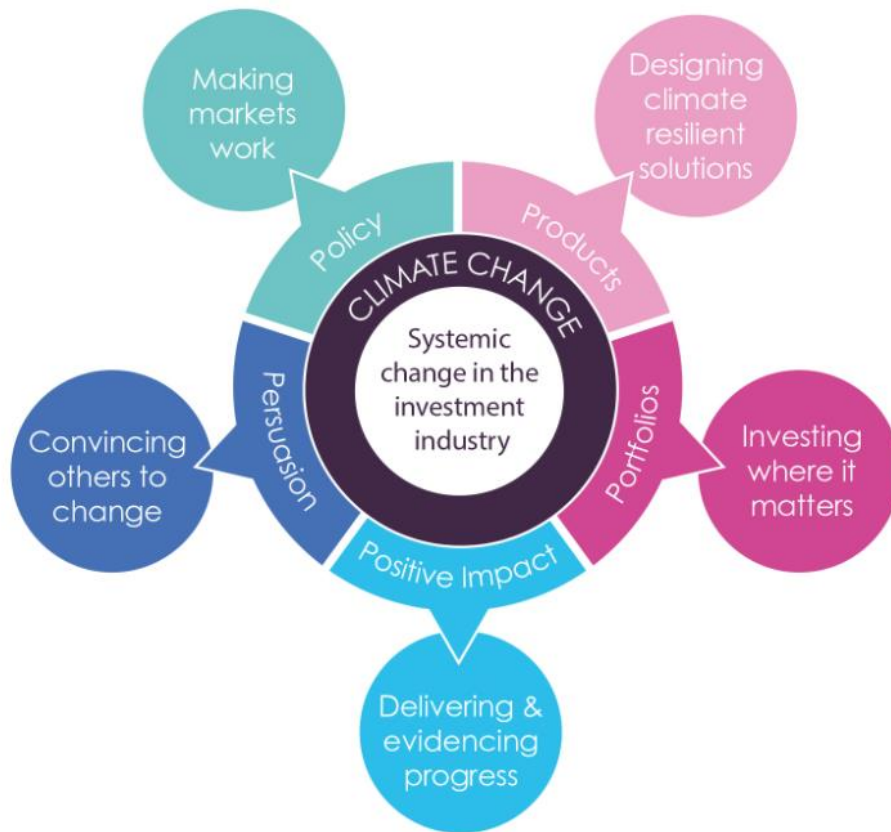 Making
markets
work
Designing
climate
resilient
solutions
Policy
Products
CLIMATE CHANGE
Systemic
change in the
investment
industry
Persuasion
Portfolios
Convincing
others to
change
Investing
where it
matters
Positive Impact
Delivering &
evidencing
progress